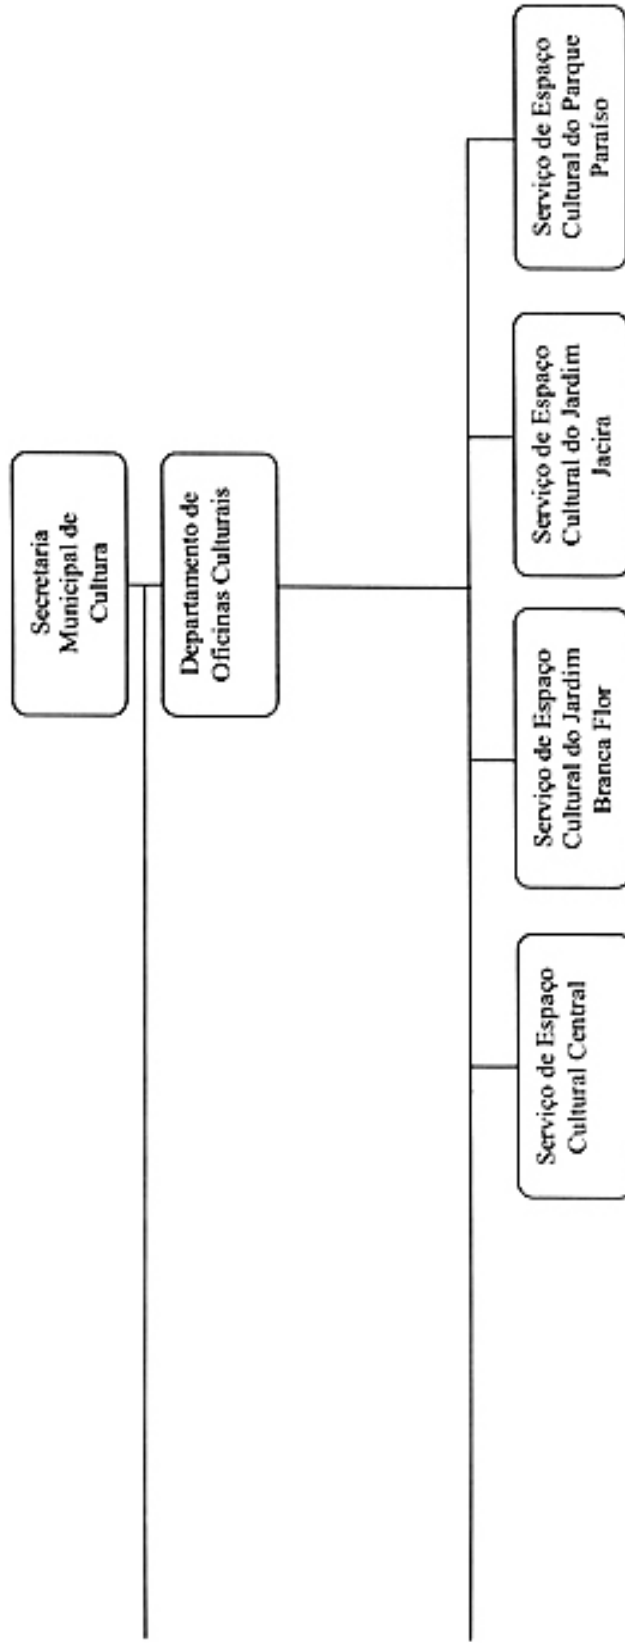 Secretaria
Municipal de
Cultura
Departamento de
Oficinas Culturais
Serviço de Espaço
Cultural Central
Serviço de Espaço
Cultural do Jardim
Branca Flor
Serviço de Espaço
Cultural do Jardim
Jacira
Serviço de Espaço
Cultural do Parque
Paraíso